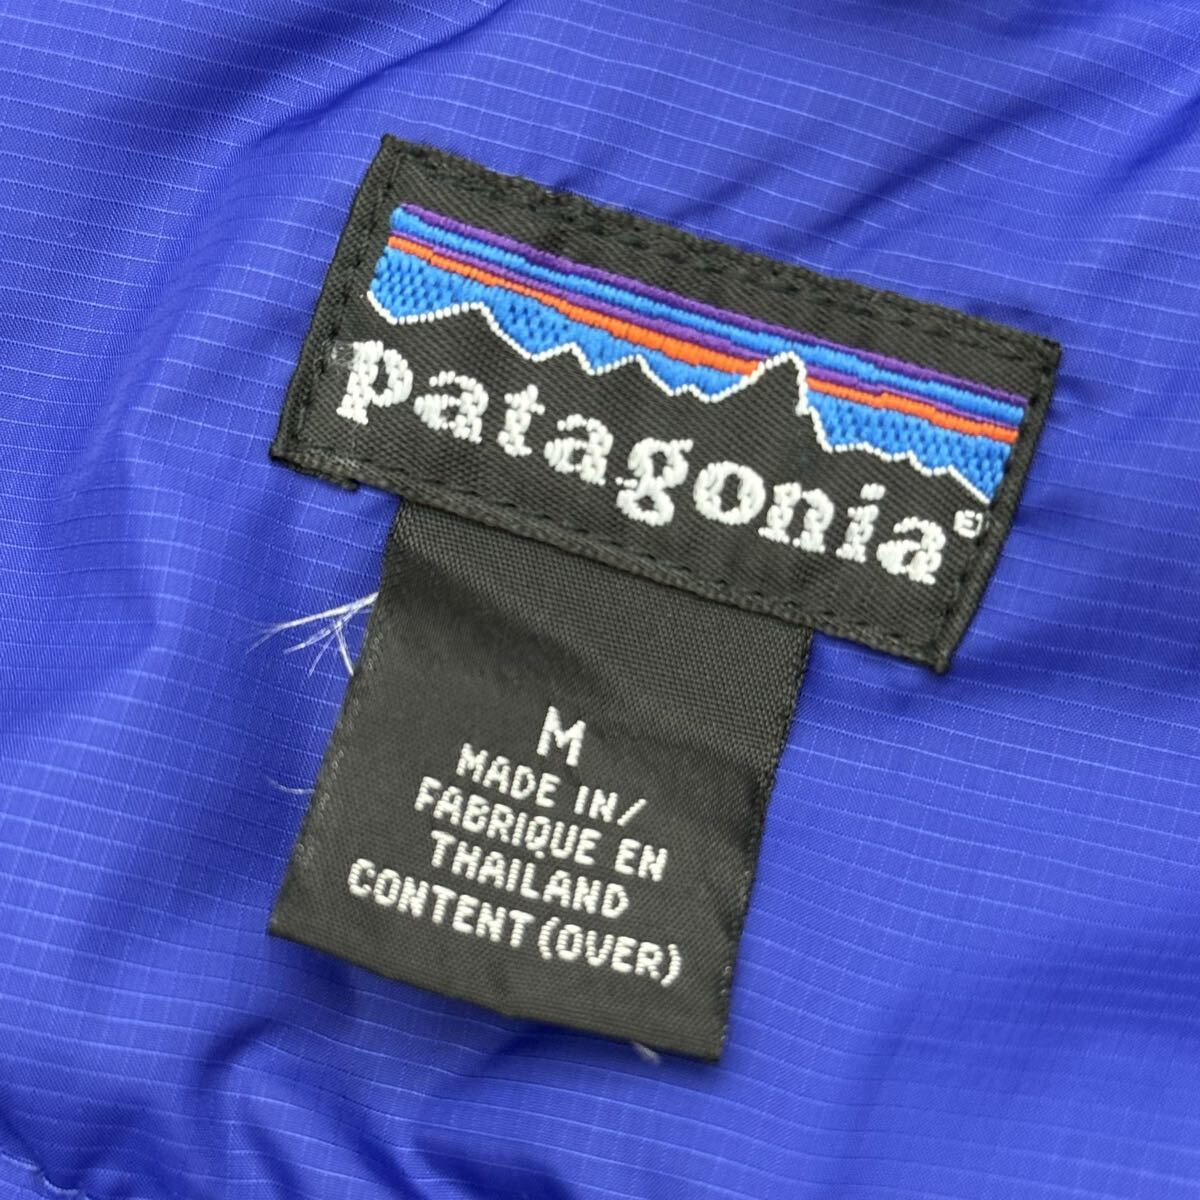 patagonia®
M
MADE IN/
FABRIQUE EN
THAILAND
CONTENT (OVER)